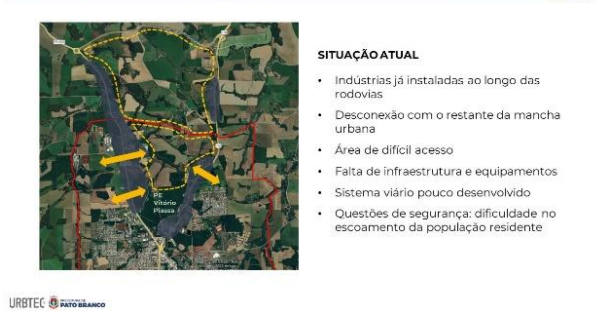 SITUAÇÃO ATUAL
• Indústrias já instaladas ao longo das
rodovias
• Desconexão com o restante da mancha
urbana
• Área de difícil acesso
• Falta de infraestrutura e equipamentos
• Sistema viário pouco desenvolvido
• Questões de segurança: dificuldade no
escoamento da população residente
PE
Vitório
Piassa
URBTEC
PATO BRANCO